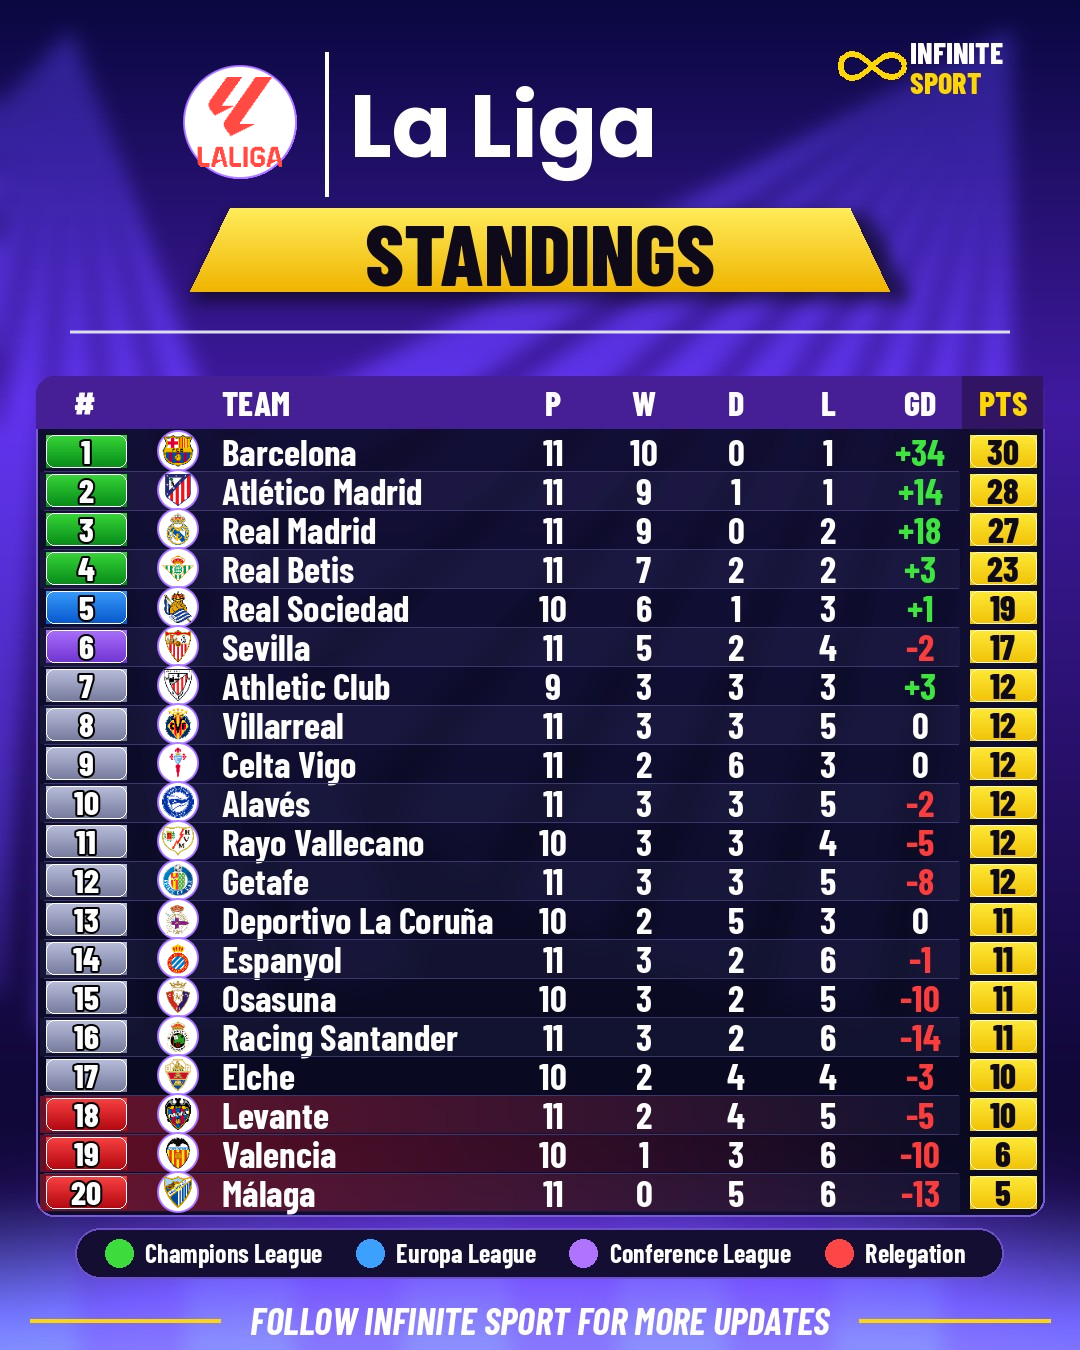 INFINITE
SPORT
LALIGA
La Liga
STANDINGS
# TEAM P W D L GD PTS
1 Barcelona 11 10 0 1 +34 30
2 Atlético Madrid 11 9 1 1 +14 28
3 Real Madrid 11 9 0 2 +18 27
4 Real Betis 11 7 2 2 +3 23
5 Real Sociedad 10 6 1 3 +1 19
6 Sevilla 11 5 2 4 -2 17
7 Athletic Club 9 3 3 3 +3 12
8 Villarreal 11 3 3 5 0 12
9 Celta Vigo 11 2 6 3 0 12
10 Alavés 11 3 3 5 -2 12
11 Rayo Vallecano 10 3 3 4 -5 12
12 Getafe 11 3 3 5 -8 12
13 Deportivo La Coruña 10 2 5 3 0 11
14 Espanyol 11 3 2 6 -1 11
15 Osasuna 10 3 2 5 -10 11
16 Racing Santander 11 3 2 6 -14 11
17 Elche 10 2 4 4 -3 10
18 Levante 11 2 4 5 -5 10
19 Valencia 10 1 3 6 -10 6
20 Málaga 11 0 5 6 -13 5
Champions League Europa League Conference League Relegation
FOLLOW INFINITE SPORT FOR MORE UPDATES